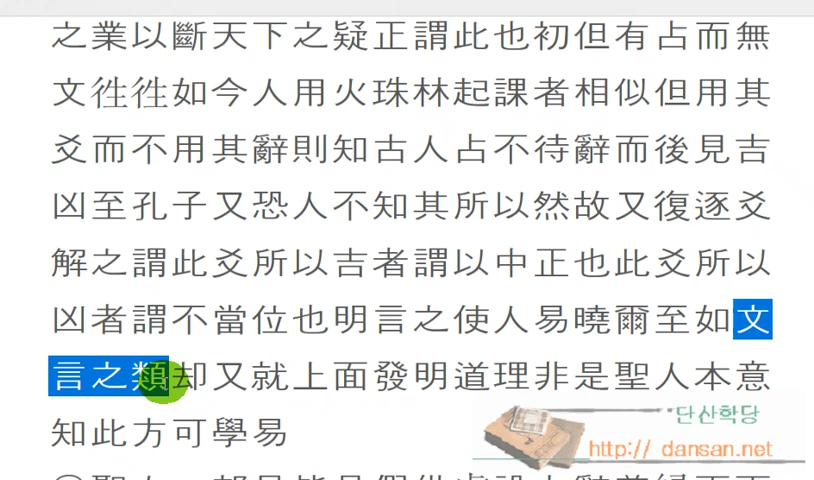 之業以斷天下之疑正謂此也初但有占而無
文徃徃如今人用火珠林起課者相似但用其
爻而不用其辭則知古人占不待辭而後見吉
凶至孔子又恐人不知其所以然故又復逐爻
解之謂此爻所以吉者謂以中正也此爻所以
凶者謂不當位也明言之使人易曉爾至如文
言之類却又就上面發明道理非是聖人本意
知此方可學易
단산학당
http:// dansan.net